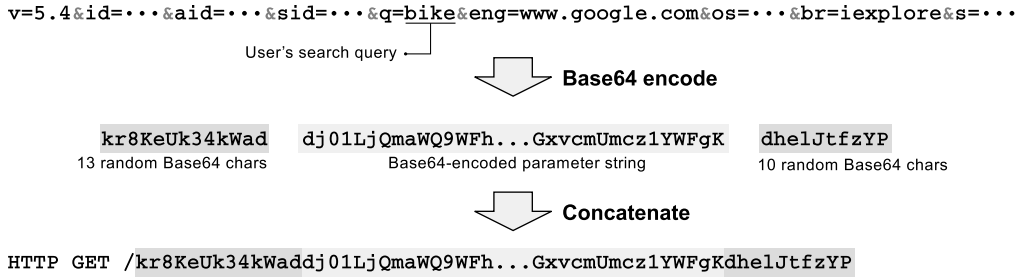 v=5.4&id=···&aid=···&sid=···&q=bike&eng=www.google.com&os=···&br=iexplore&s=···
User's search query
Base64 encode
kr8KeUk34kWad dj01LjQmaWQ9WFh...GxvcmUmcz1YWFgK dhelJtfzYP
13 random Base64 chars Base64-encoded parameter string 10 random Base64 chars
Concatenate
HTTP GET /kr8KeUk34kWaddj01LjQmaWQ9WFh...GxvcmUmcz1YWFgKdhelJtfzYP